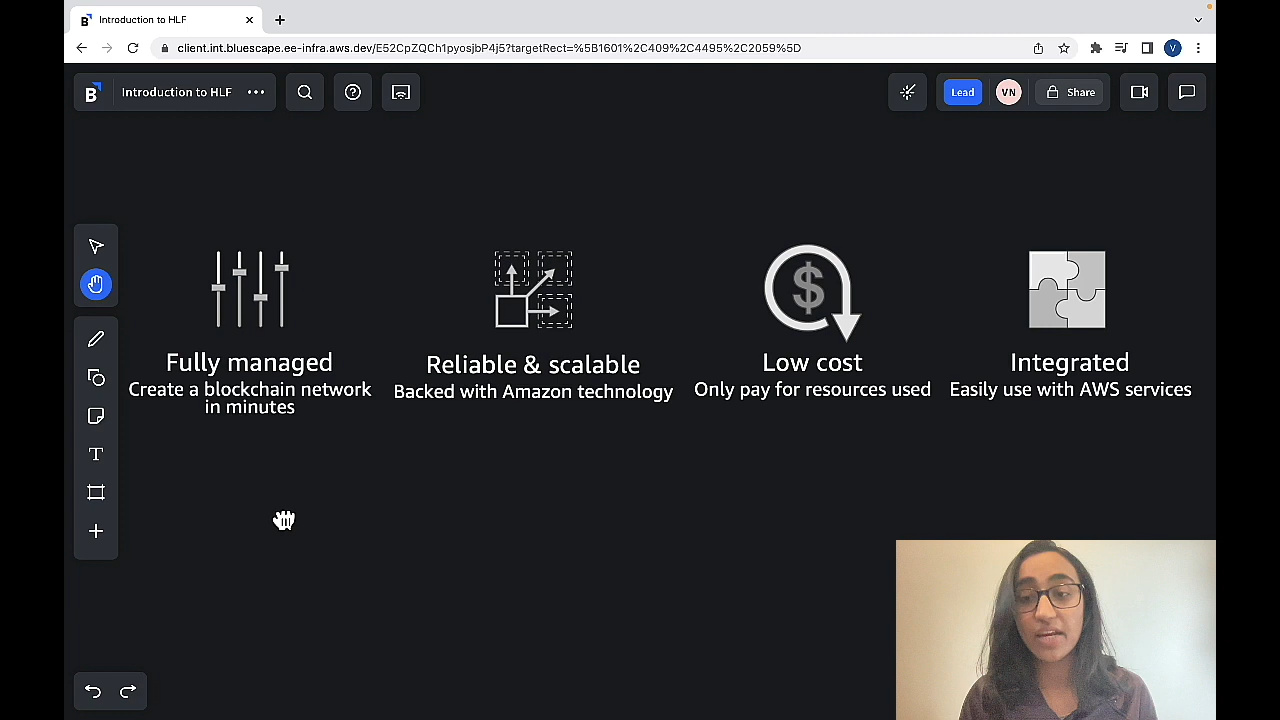 Introduction to HLF
client.int.bluescape.ee-infra.aws.dev/E52CpZQCh1pyosjbP4j5?targetRect=%5B1601%2C409%2C4495%2C2059%5D
V
B
Introduction to HLF
Lead
VN
Share
Fully managed
Create a blockchain network
in minutes
Reliable & scalable
Backed with Amazon technology
$
Low cost
Only pay for resources used
Integrated
Easily use with AWS services
T